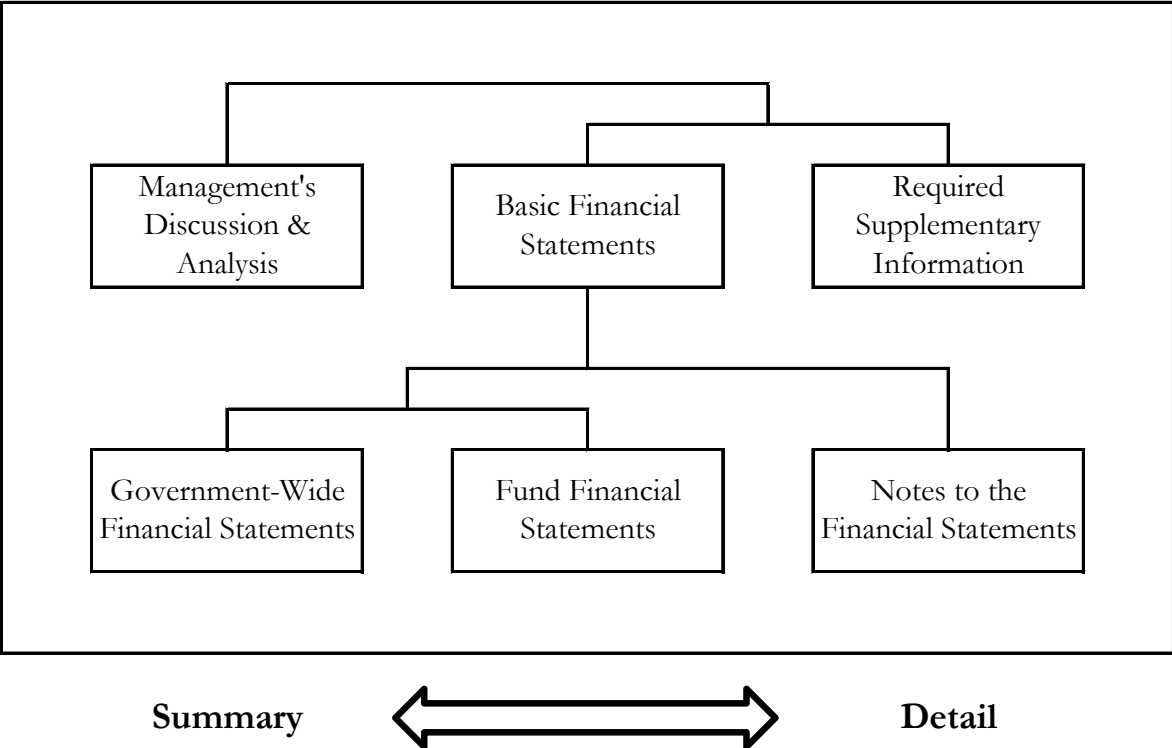 Management's
Discussion &
Analysis
Basic Financial
Statements
Required
Supplementary
Information
Government-Wide
Financial Statements
Fund Financial
Statements
Notes to the
Financial Statements
Summary
Detail